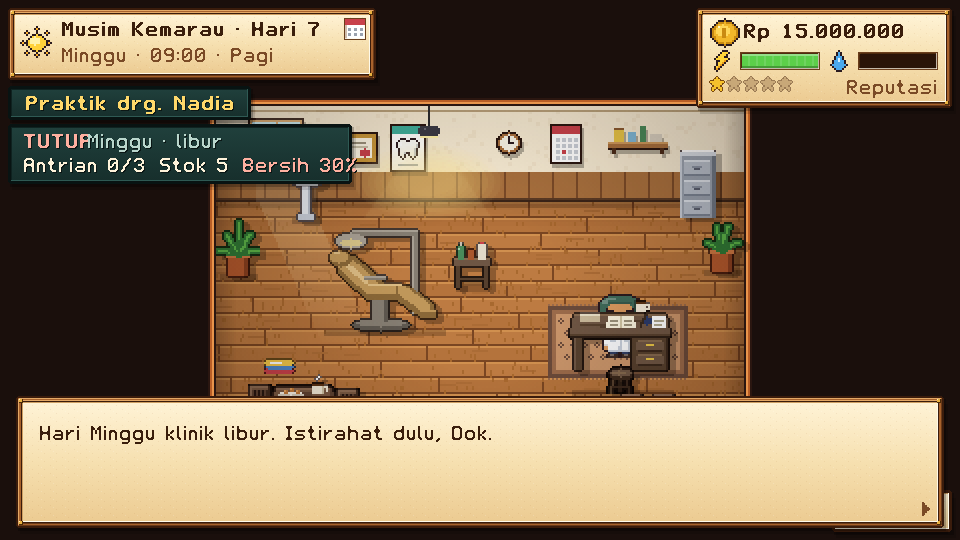 Musim Kemarau · Hari 7
Minggu · 09:00 · Pagi
Rp 15.000.000
Reputasi
Praktik drg. Nadia
TUTUP Minggu · libur
Antrian 0/3 Stok 5 Bersih 30%
Hari Minggu klinik libur. Istirahat dulu, Dok.